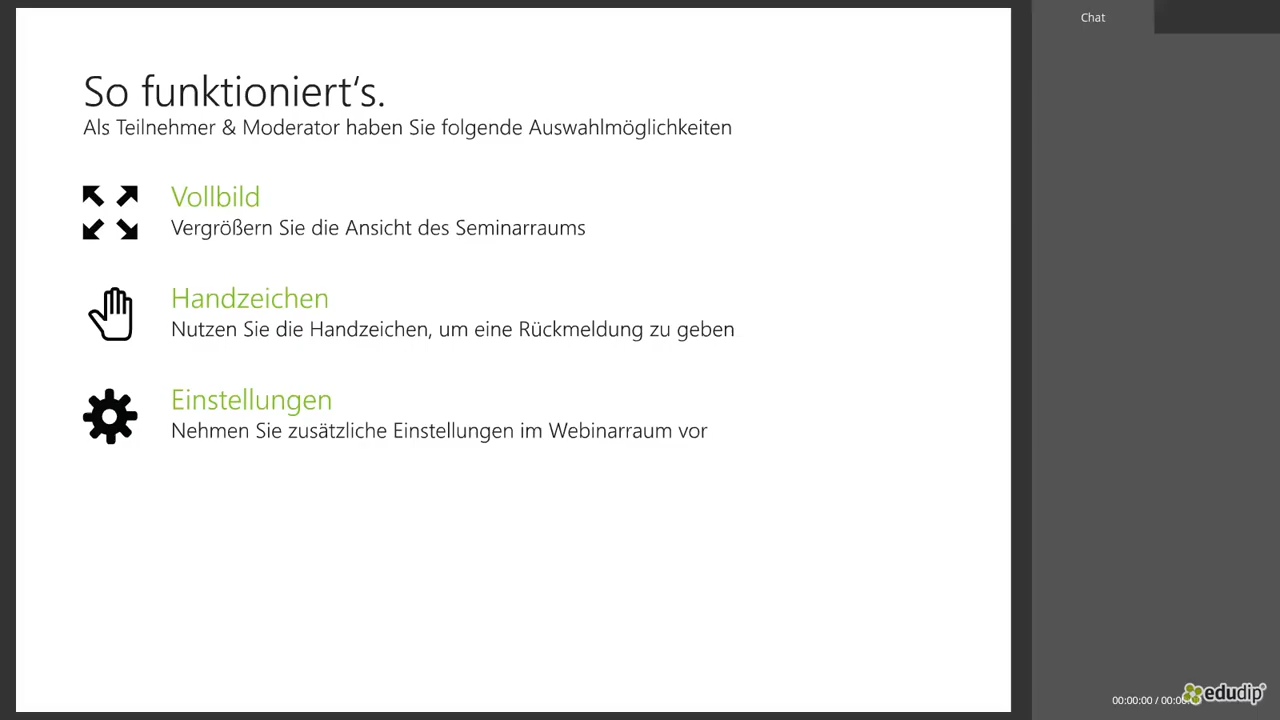 Chat
So funktioniert‘s.
Als Teilnehmer & Moderator haben Sie folgende Auswahlmöglichkeiten
Vollbild
Vergrößern Sie die Ansicht des Seminarraums
Handzeichen
Nutzen Sie die Handzeichen, um eine Rückmeldung zu geben
Einstellungen
Nehmen Sie zusätzliche Einstellungen im Webinarraum vor
00:00:00 /
edudip